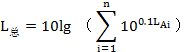 L总 = 10lg （∑_{i=1}^{n} 10^{0.1L_{Ai}}）